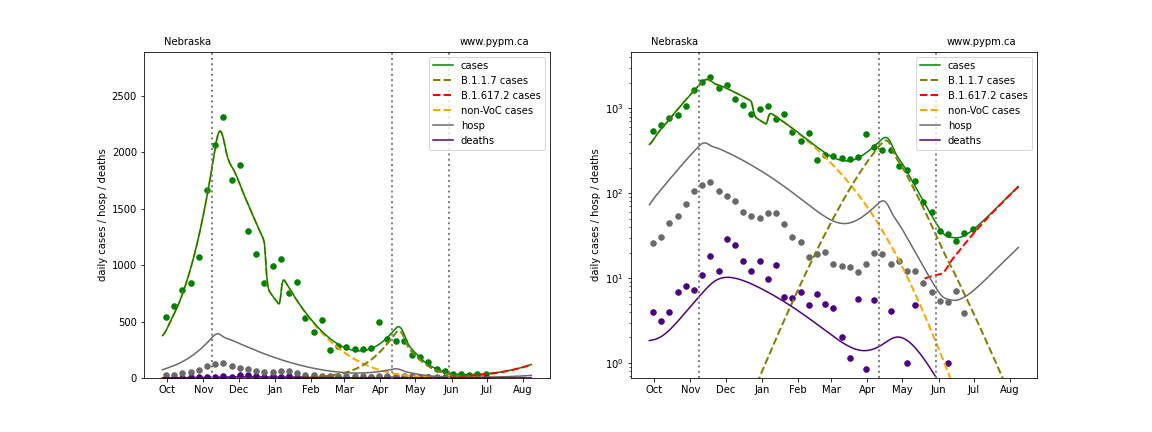 Nebraska
www.pypm.ca
cases
B.1.1.7 cases
B.1.617.2 cases
non-VoC cases
hosp
deaths
daily cases / hosp / deaths
2500
2000
1500
1000
500
0
Oct Nov Dec Jan Feb Mar Apr May Jun Jul Aug
Nebraska
www.pypm.ca
cases
B.1.1.7 cases
B.1.617.2 cases
non-VoC cases
hosp
deaths
daily cases / hosp / deaths
10³
10²
10¹
10⁰
Oct Nov Dec Jan Feb Mar Apr May Jun Jul Aug